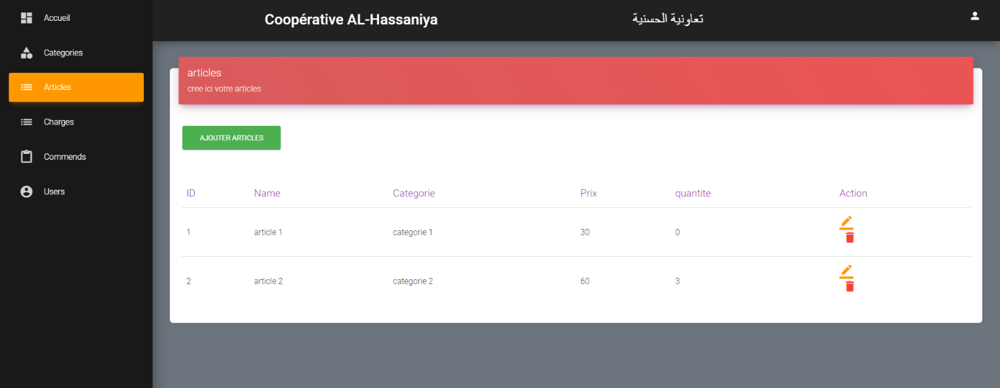 Accueil
Categories
Articles
Charges
Commends
Users
Coopérative AL-Hassaniya
تعاونية الحسنية
articles
cree ici votre articles
AJOUTER ARTICLES
ID Name Categorie Prix quantite Action
1 article 1 categorie 1 30 0
2 article 2 categorie 2 60 3